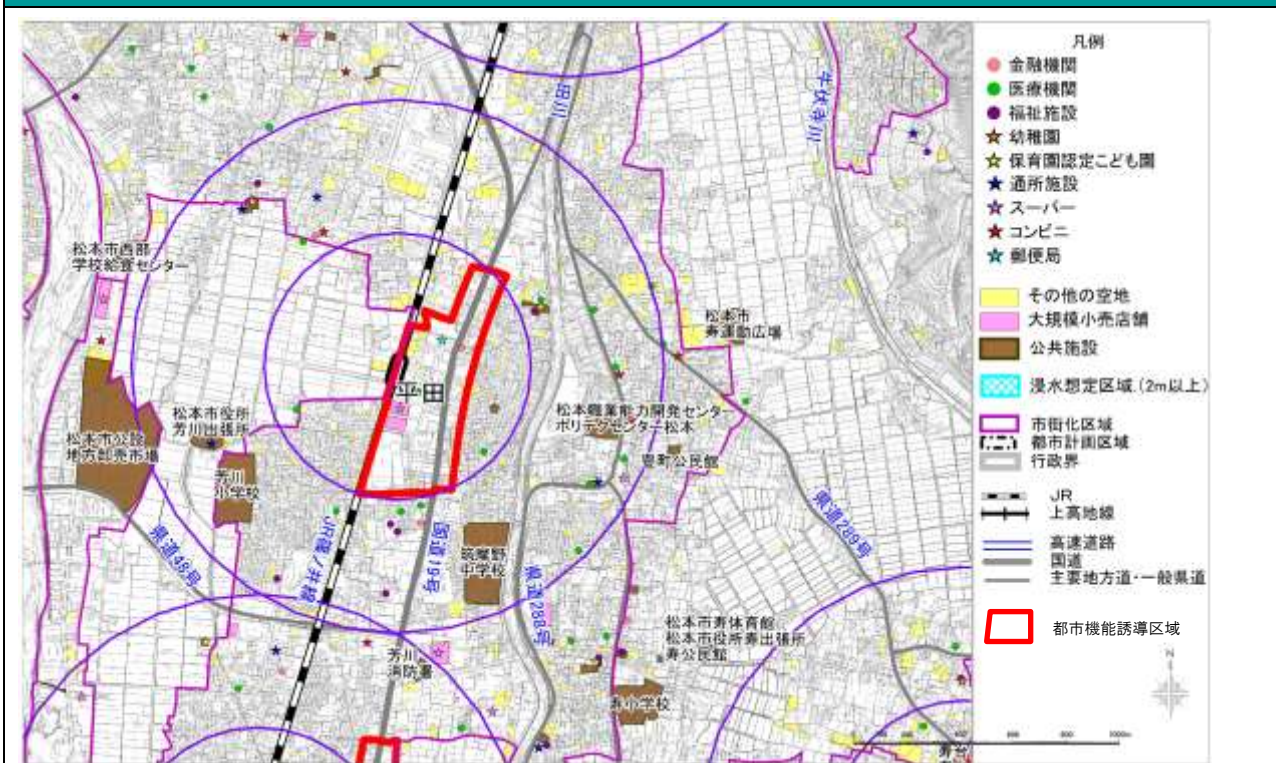 凡例
金融機関
医療機関
福祉施設
幼稚園
保育園認定こども園
通所施設
スーパー
コンビニ
郵便局
その他の空地
大規模小売店舗
公共施設
浸水想定区域(2m以上)
市街化区域
都市計画区域
行政界
JR
上高地線
高速道路
国道
主要地方道・一般県道
都市機能誘導区域
N
田川
牛伏寺川
松本市西部
学校給食センター
松本市
寿運動広場
平田
松本市役所
芳川出張所
松本職業能力開発センター
ポリテクセンター松本
松本市公設
地方卸売市場
芳川
小学校
豊町公民館
県道48号
JR篠ノ井線
国道19号
筑摩野
中学校
県道288号
県道289号
松本市寿体育館
松本市役所寿出張所
寿公民館
芳川
消防署
寿小学校
寿台